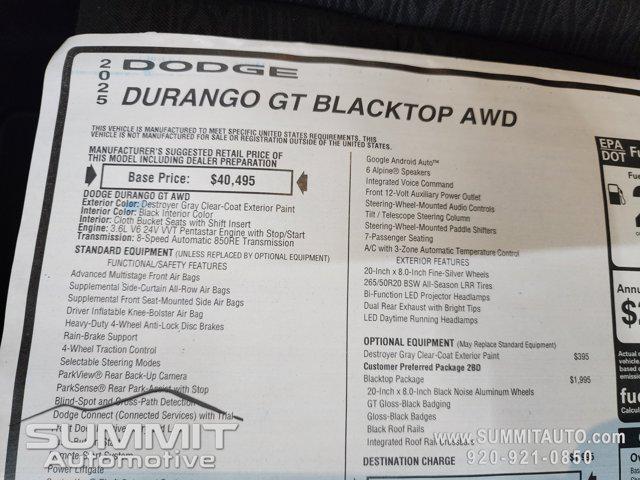 2025
DODGE
DURANGO GT BLACKTOP AWD
THIS VEHICLE IS MANUFACTURED TO MEET SPECIFIC UNITED STATES REQUIREMENTS. THIS
VEHICLE IS NOT MANUFACTURED FOR SALE OR REGISTRATION OUTSIDE OF THE UNITED STATES.
MANUFACTURER'S SUGGESTED RETAIL PRICE OF
THIS MODEL INCLUDING DEALER PREPARATION
Base Price: $40,495
DODGE DURANGO GT AWD
Exterior Color: Destroyer Gray Clear-Coat Exterior Paint
Interior Color: Black Interior Color
Interior: Cloth Bucket Seats with Shift Insert
Engine: 3.6L V6 24V VVT Pentastar Engine with Stop/Start
Transmission: 8-Speed Automatic 850RE Transmission
STANDARD EQUIPMENT (UNLESS REPLACED BY OPTIONAL EQUIPMENT)
FUNCTIONAL/SAFETY FEATURES
Advanced Multistage Front Air Bags
Supplemental Side-Curtain All-Row Air Bags
Supplemental Front Seat-Mounted Side Air Bags
Driver Inflatable Knee-Bolster Air Bag
Heavy-Duty 4-Wheel Anti-Lock Disc Brakes
Rain-Brake Support
4-Wheel Traction Control
Selectable Steering Modes
ParkView® Rear Back-Up Camera
ParkSense® Rear Park-Assist with Stop
Blind-Spot and Cross-Path Detection
Dodge Connect (Connected Services) with Trial
Start System
Power Liftgate
Google Android Auto™
6 Alpine® Speakers
Integrated Voice Command
Front 12-Volt Auxiliary Power Outlet
Steering-Wheel-Mounted Audio Controls
Tilt / Telescope Steering Column
Steering-Wheel-Mounted Paddle Shifters
7-Passenger Seating
A/C with 3-Zone Automatic Temperature Control
EXTERIOR FEATURES
20-Inch x 8.0-Inch Fine-Silver Wheels
265/50R20 BSW All-Season LRR Tires
Bi-Function LED Projector Headlamps
Dual Rear Exhaust with Bright Tips
LED Daytime Running Headlamps
OPTIONAL EQUIPMENT (May Replace Standard Equipment)
Destroyer Gray Clear-Coat Exterior Paint $395
Customer Preferred Package 2BD
Blacktop Package $1,995
20-Inch x 8.0-Inch Black Noise Aluminum Wheels
GT Gloss-Black Badging
Gloss-Black Badges
Black Roof Rails
Integrated Roof Rail Crossbars
DESTINATION CHARGE
EPA
DOT
SUMMIT
Automotive
WWW.SUMMITAUTO.COM
920-921-0850